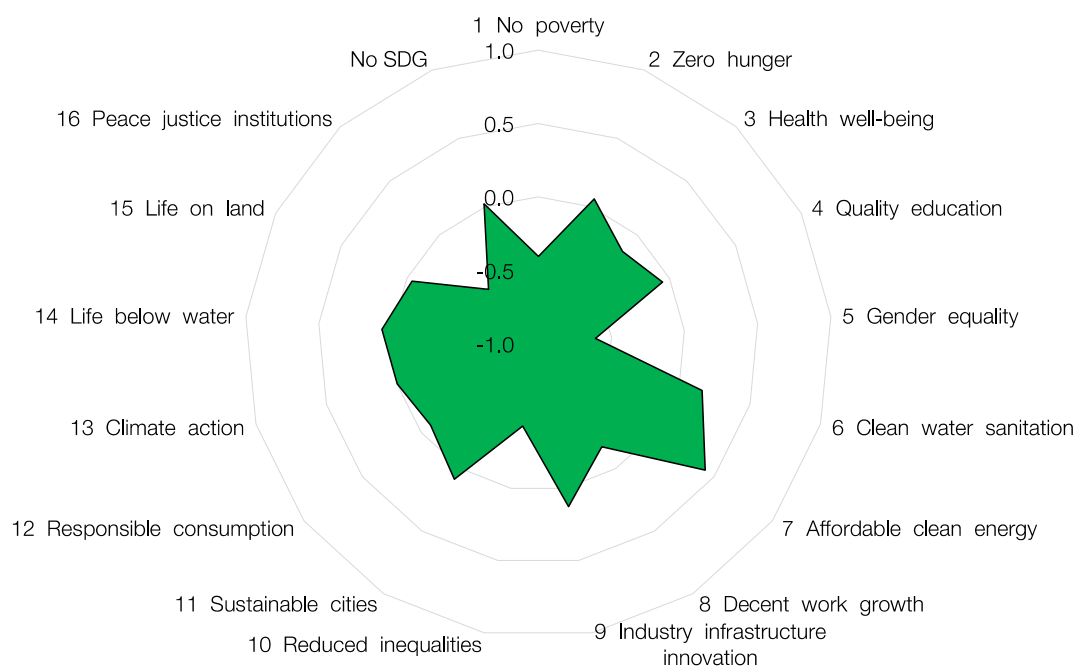 1 No poverty
1.0
No SDG
2 Zero hunger
16 Peace justice institutions
0.5
3 Health well-being
15 Life on land
0.0
4 Quality education
-0.5
14 Life below water
5 Gender equality
-1.0
13 Climate action
6 Clean water sanitation
12 Responsible consumption
7 Affordable clean energy
11 Sustainable cities
8 Decent work growth
10 Reduced inequalities
9 Industry infrastructure
innovation